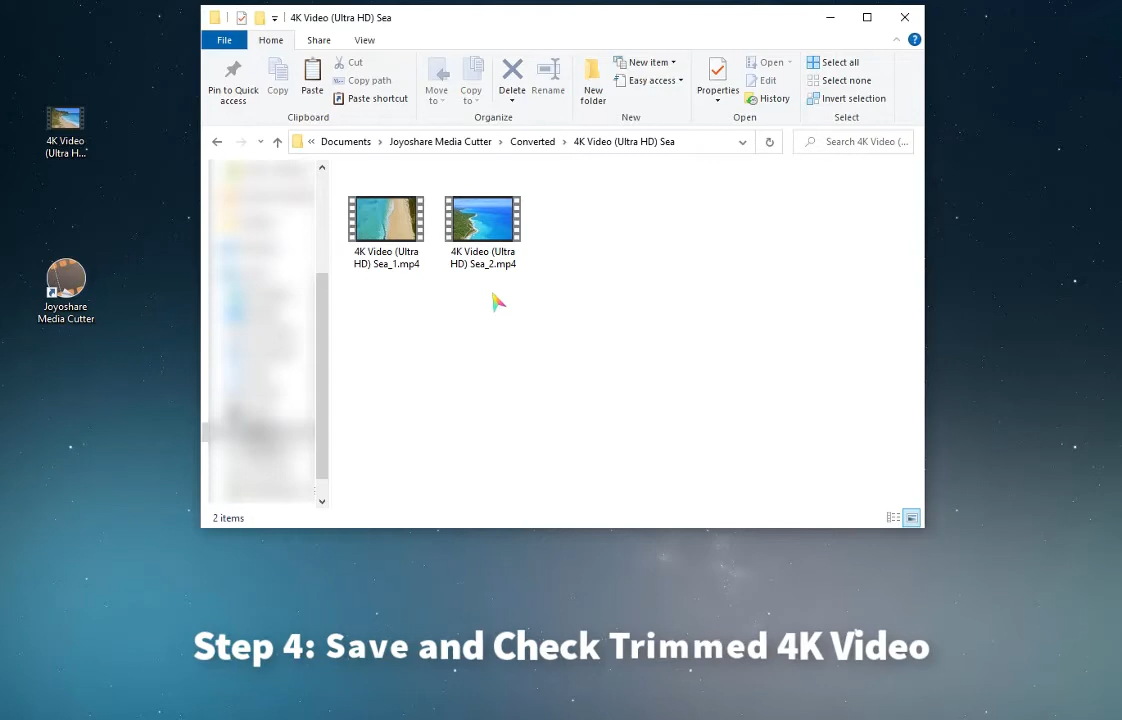 4K Video (Ultra HD) Sea
File
Home
Share
View
Pin to Quick
access
Copy
Paste
Cut
Copy path
Paste shortcut
Clipboard
Move
to
Copy
to
Delete
Rename
Organize
New
folder
New item
Easy access
New
Properties
Open
Edit
History
Open
Select all
Select none
Invert selection
Select
« Documents › Joyoshare Media Cutter › Converted › 4K Video (Ultra HD) Sea
Search 4K Video (...
4K Video
(Ultra H...
Joyoshare
Media Cutter
4K Video (Ultra
HD) Sea_1.mp4
4K Video (Ultra
HD) Sea_2.mp4
2 items
Step 4: Save and Check Trimmed 4K Video